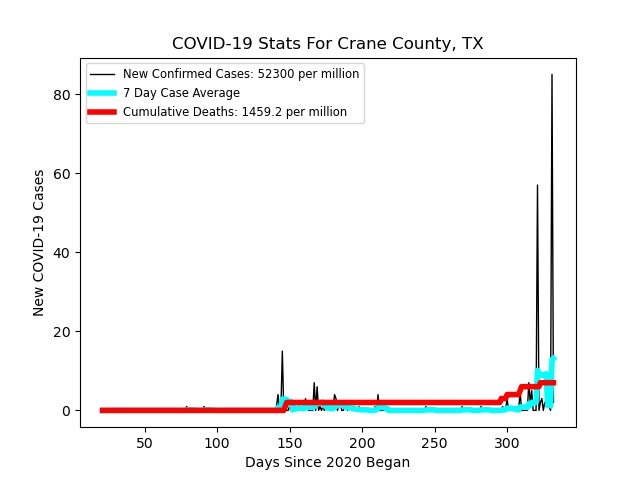 COVID-19 Stats For Crane County, TX
New Confirmed Cases: 52300 per million
7 Day Case Average
Cumulative Deaths: 1459.2 per million
New COVID-19 Cases
80
60
40
20
0
50 100 150 200 250 300
Days Since 2020 Began